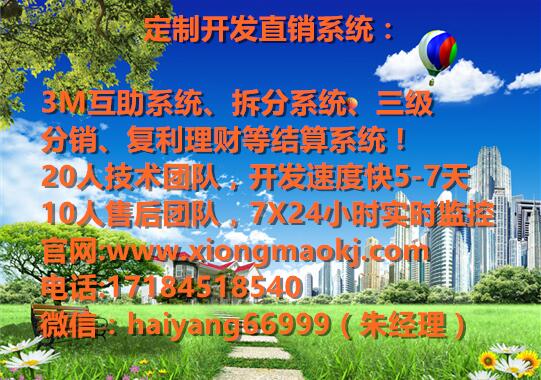 定制开发直销系统：
3M互助系统、拆分系统、三级
分销、复利理财等结算系统！
20人技术团队，开发速度快5-7天
10人售后团队，7X24小时实时监控
官网:www.xiongmaokj.com
电话:17184518540
微信：haiyang66999（朱经理）